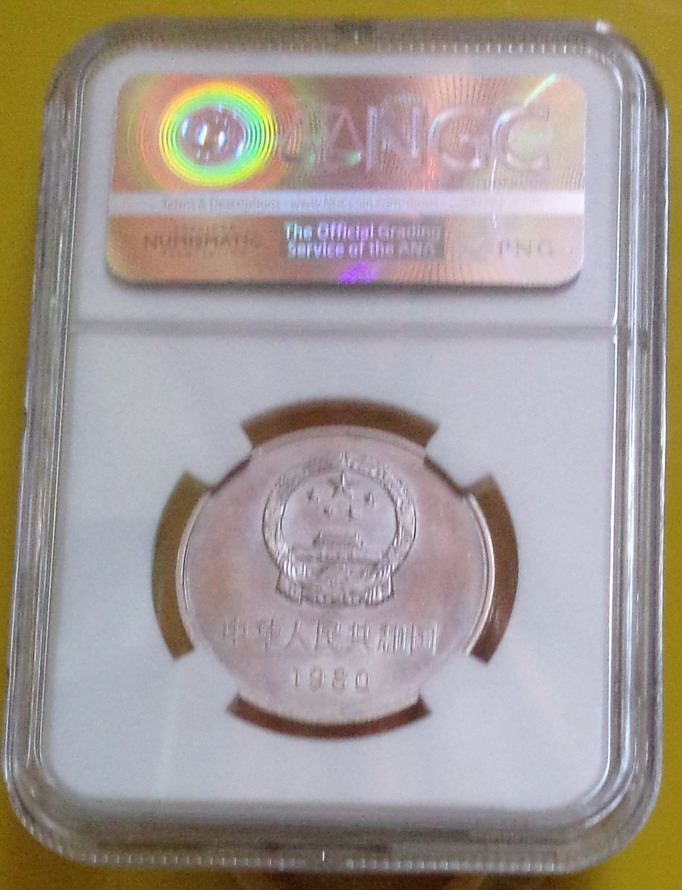 NGC
NUMISMATIC
The Official Grading
Service of the ANA
PNG
中华人民共和国
1980